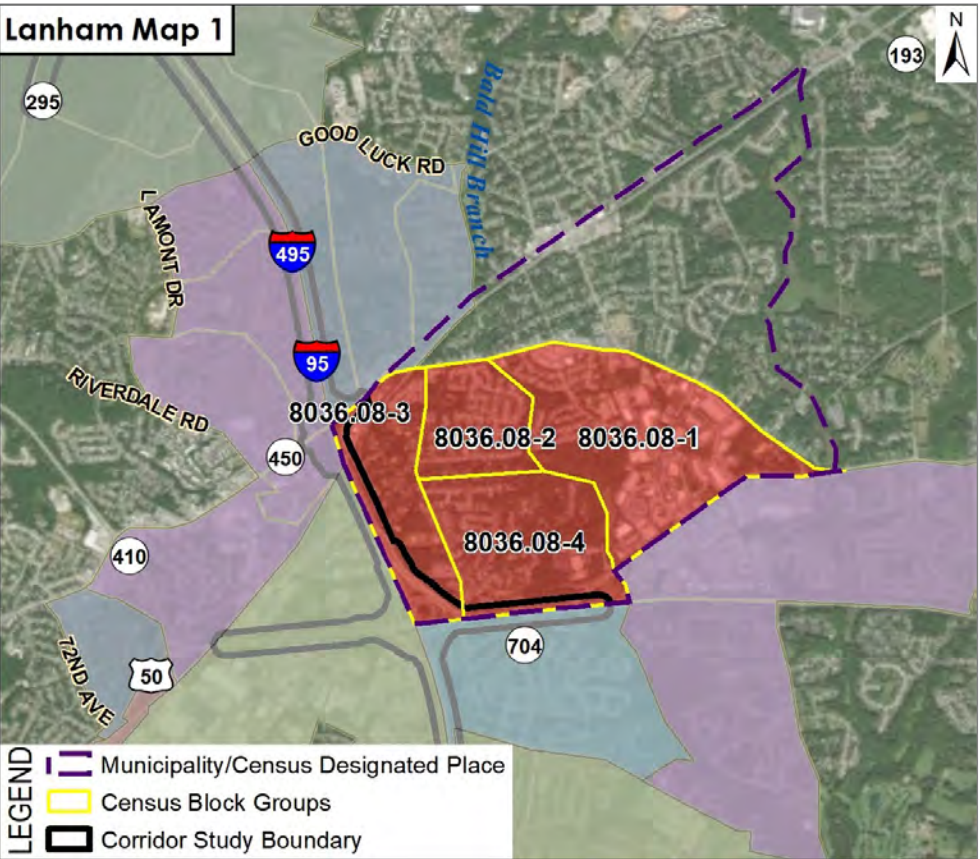 Lanham Map 1
N
193
295
GOOD LUCK RD
Bald Hill Branch
LAMONT DR
495
95
RIVERDALE RD
8036.08-3
8036.08-2
8036.08-1
450
8036.08-4
410
704
72ND AVE
50
LEGEND
Municipality/Census Designated Place
Census Block Groups
Corridor Study Boundary